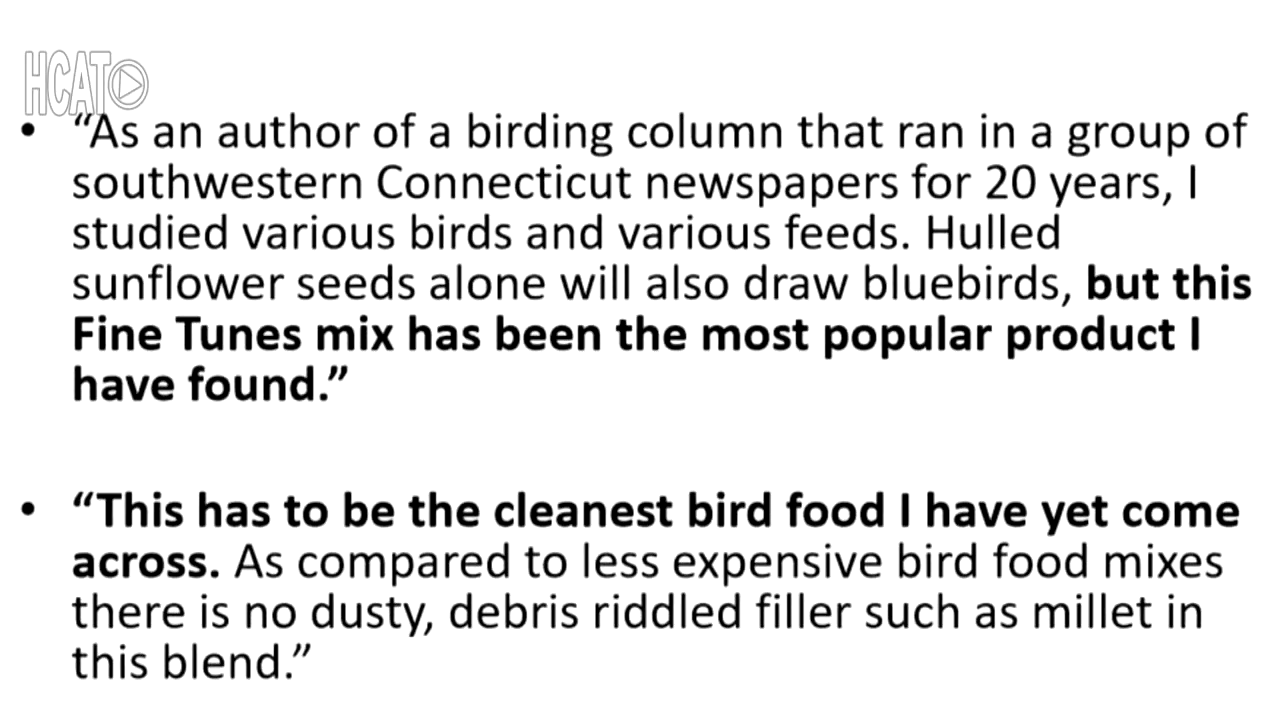 HCAT
• “As an author of a birding column that ran in a group of
southwestern Connecticut newspapers for 20 years, I
studied various birds and various feeds. Hulled
sunflower seeds alone will also draw bluebirds, but this
Fine Tunes mix has been the most popular product I
have found.”
• “This has to be the cleanest bird food I have yet come
across. As compared to less expensive bird food mixes
there is no dusty, debris riddled filler such as millet in
this blend.”